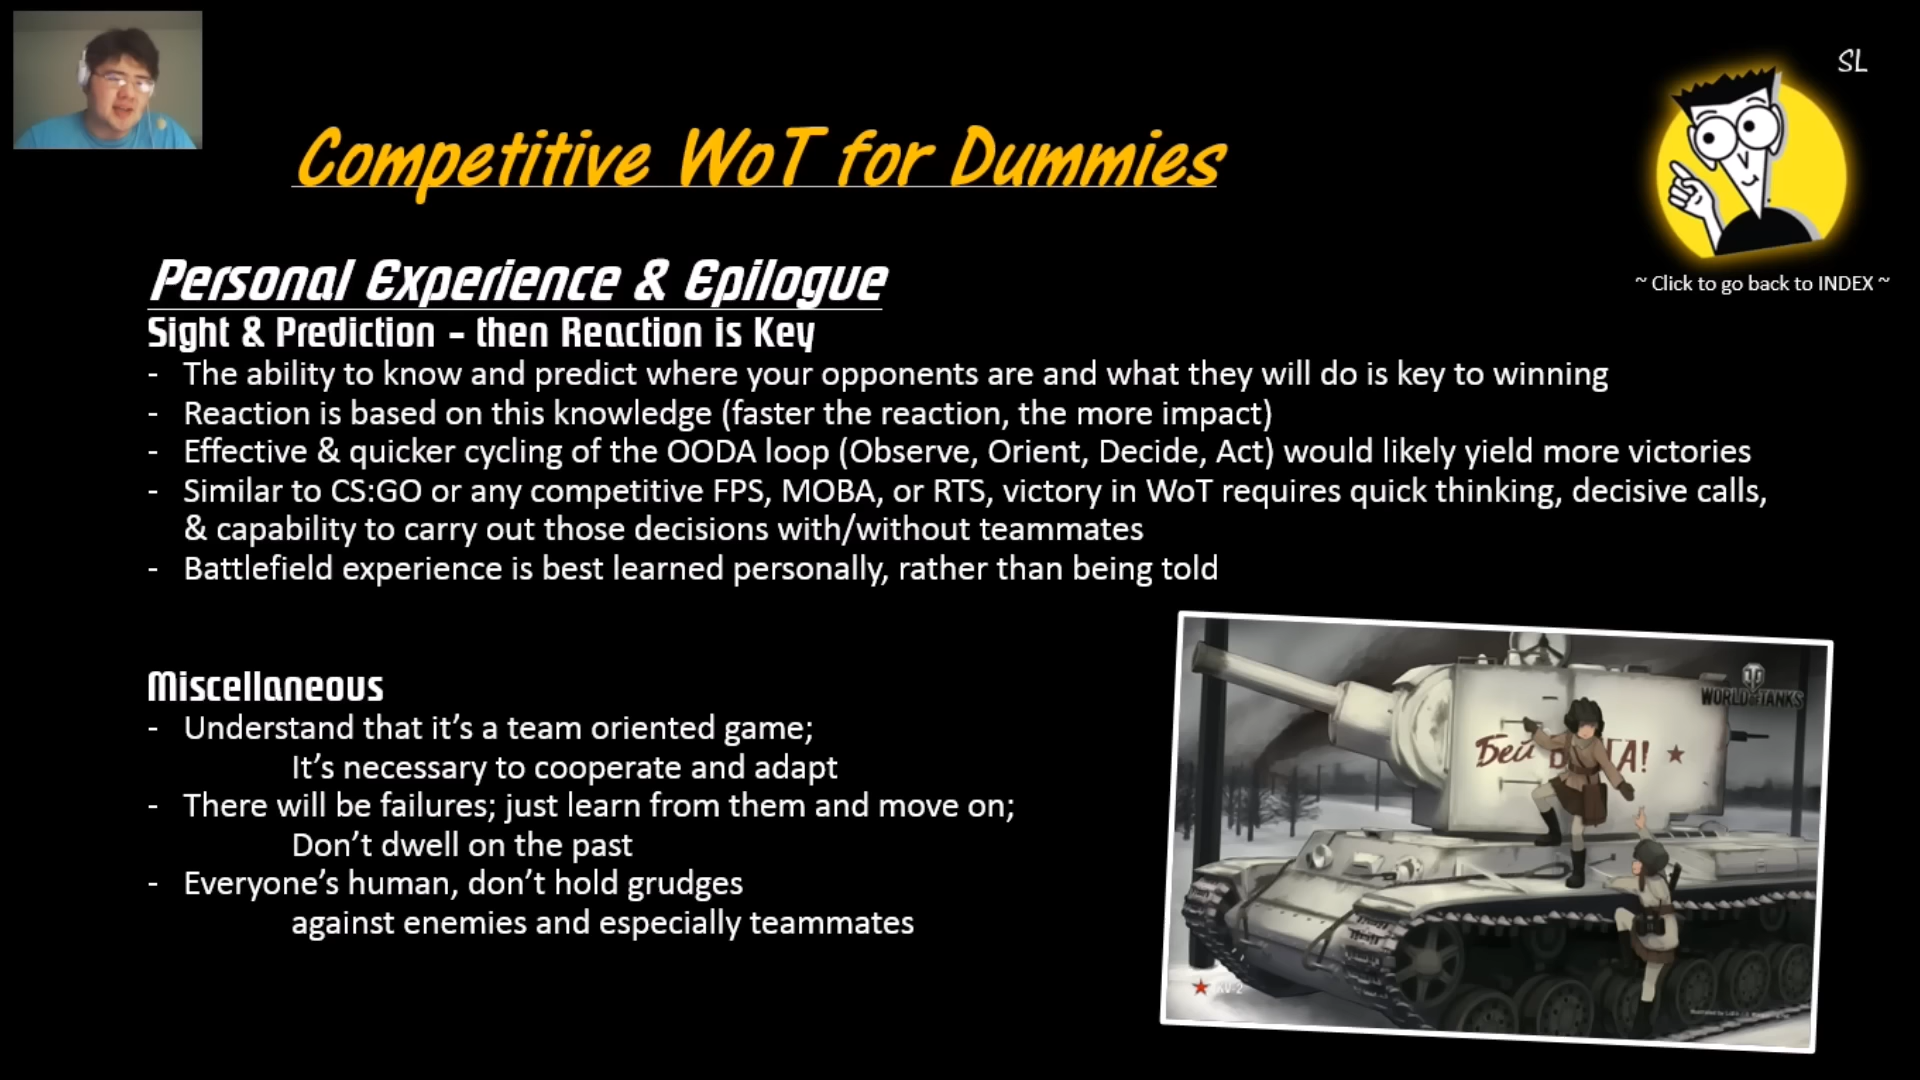 SL
Competitive WoT for Dummies
~ Click to go back to INDEX ~
Personal Experience & Epilogue
Sight & Prediction - then Reaction is Key
- The ability to know and predict where your opponents are and what they will do is key to winning
- Reaction is based on this knowledge (faster the reaction, the more impact)
- Effective & quicker cycling of the OODA loop (Observe, Orient, Decide, Act) would likely yield more victories
- Similar to CS:GO or any competitive FPS, MOBA, or RTS, victory in WoT requires quick thinking, decisive calls,
& capability to carry out those decisions with/without teammates
- Battlefield experience is best learned personally, rather than being told
Miscellaneous
- Understand that it's a team oriented game;
It's necessary to cooperate and adapt
- There will be failures; just learn from them and move on;
Don't dwell on the past
- Everyone's human, don't hold grudges
against enemies and especially teammates
WORLD OF TANKS
Бей
KV-2